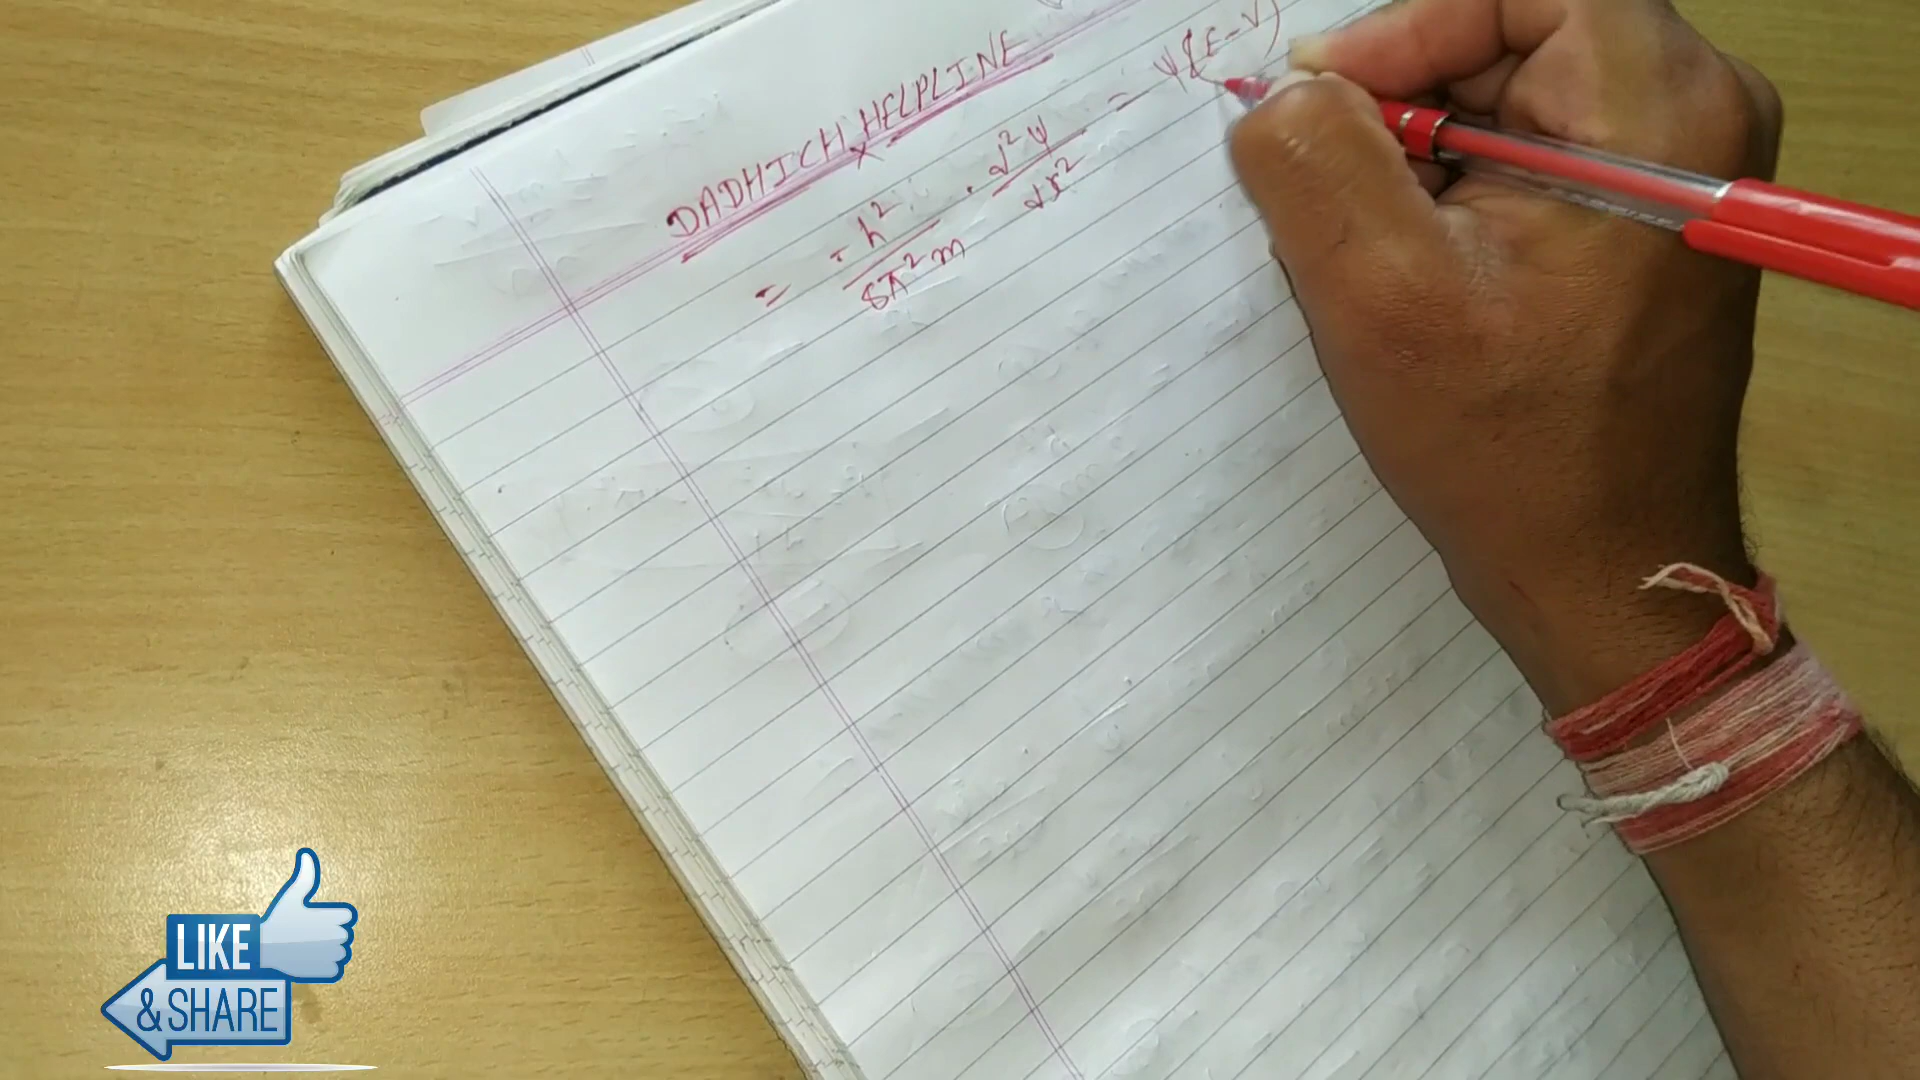 DADHICH HELPLINE
x
= -h²/8π²m . d²ψ/dx² = ψ(E-V)
LIKE
& SHARE